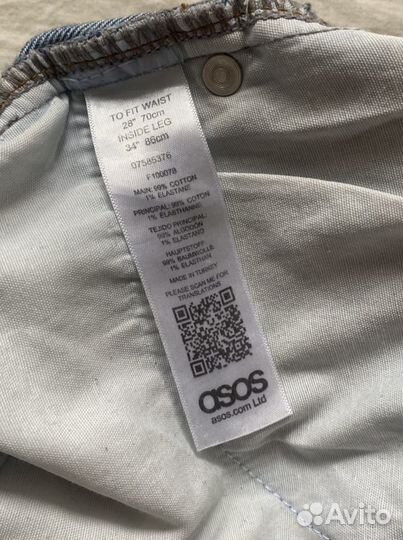 TO FIT WAIST
28" 70cm
INSIDE LEG
34" 86cm
07585376
F100078
MAIN: 99% COTTON
1% ELASTANE
PRINCIPAL: 99% COTON
1% ELASTHANNE
TEJIDO PRINCIPAL:
99% ALGODÓN
1% ELASTANO
HAUPTSTOFF:
99% BAUMWOLLE
1% ELASTHAN
MADE IN TURKEY
PLEASE SCAN ME FOR
TRANSLATIONS
asos
asos.com Ltd
Avito